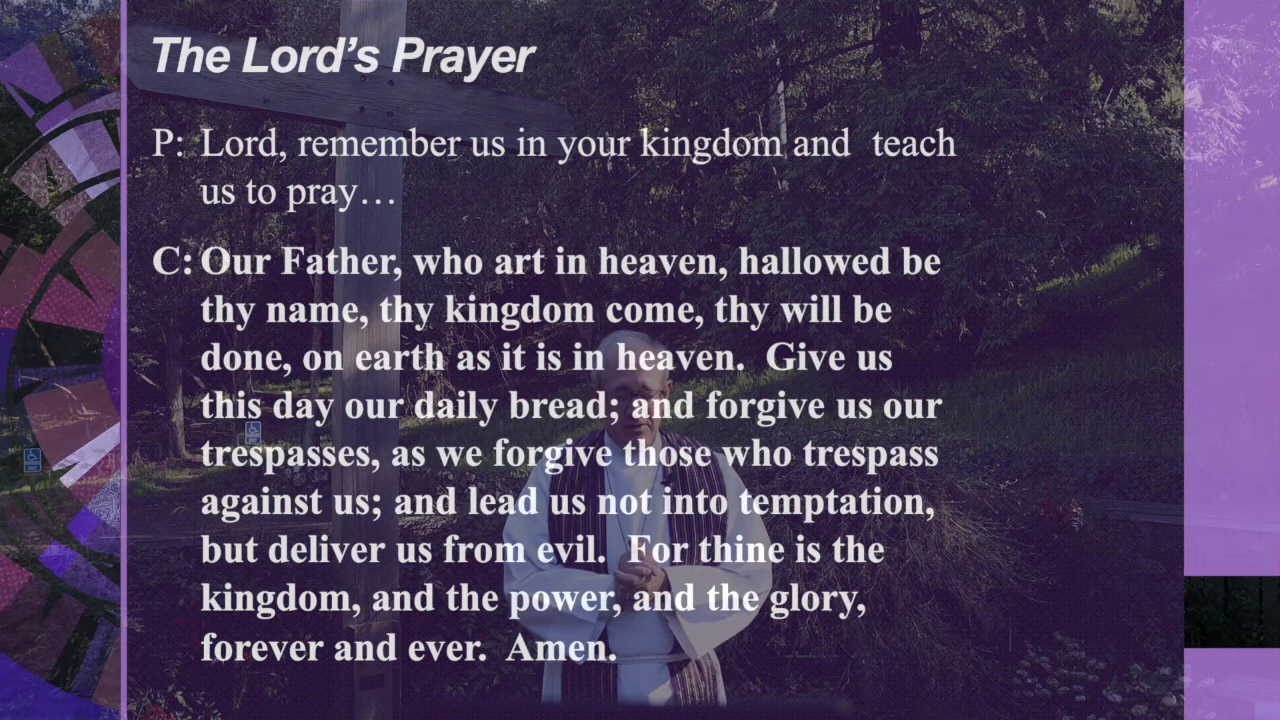 The Lord’s Prayer
P: Lord, remember us in your kingdom and  teach
us to pray…
C: Our Father, who art in heaven, hallowed be
thy name, thy kingdom come, thy will be
done, on earth as it is in heaven.  Give us
this day our daily bread; and forgive us our
trespasses, as we forgive those who trespass
against us; and lead us not into temptation,
but deliver us from evil.  For thine is the
kingdom, and the power, and the glory,
forever and ever.  Amen.